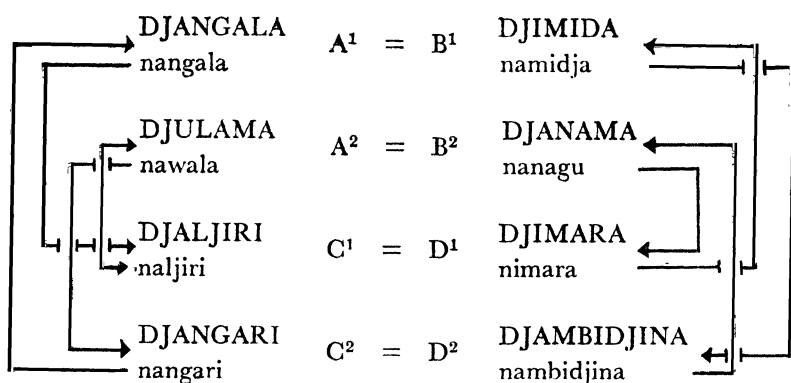 DJANGALA A¹ = B¹ DJIMIDA
nangala namidja
DJULAMA A² = B² DJANAMA
nawala nanagu
DJALJIRI C¹ = D¹ DJIMARA
naljiri nimara
DJANGARI C² = D² DJAMBIDJINA
nangari nambidjina